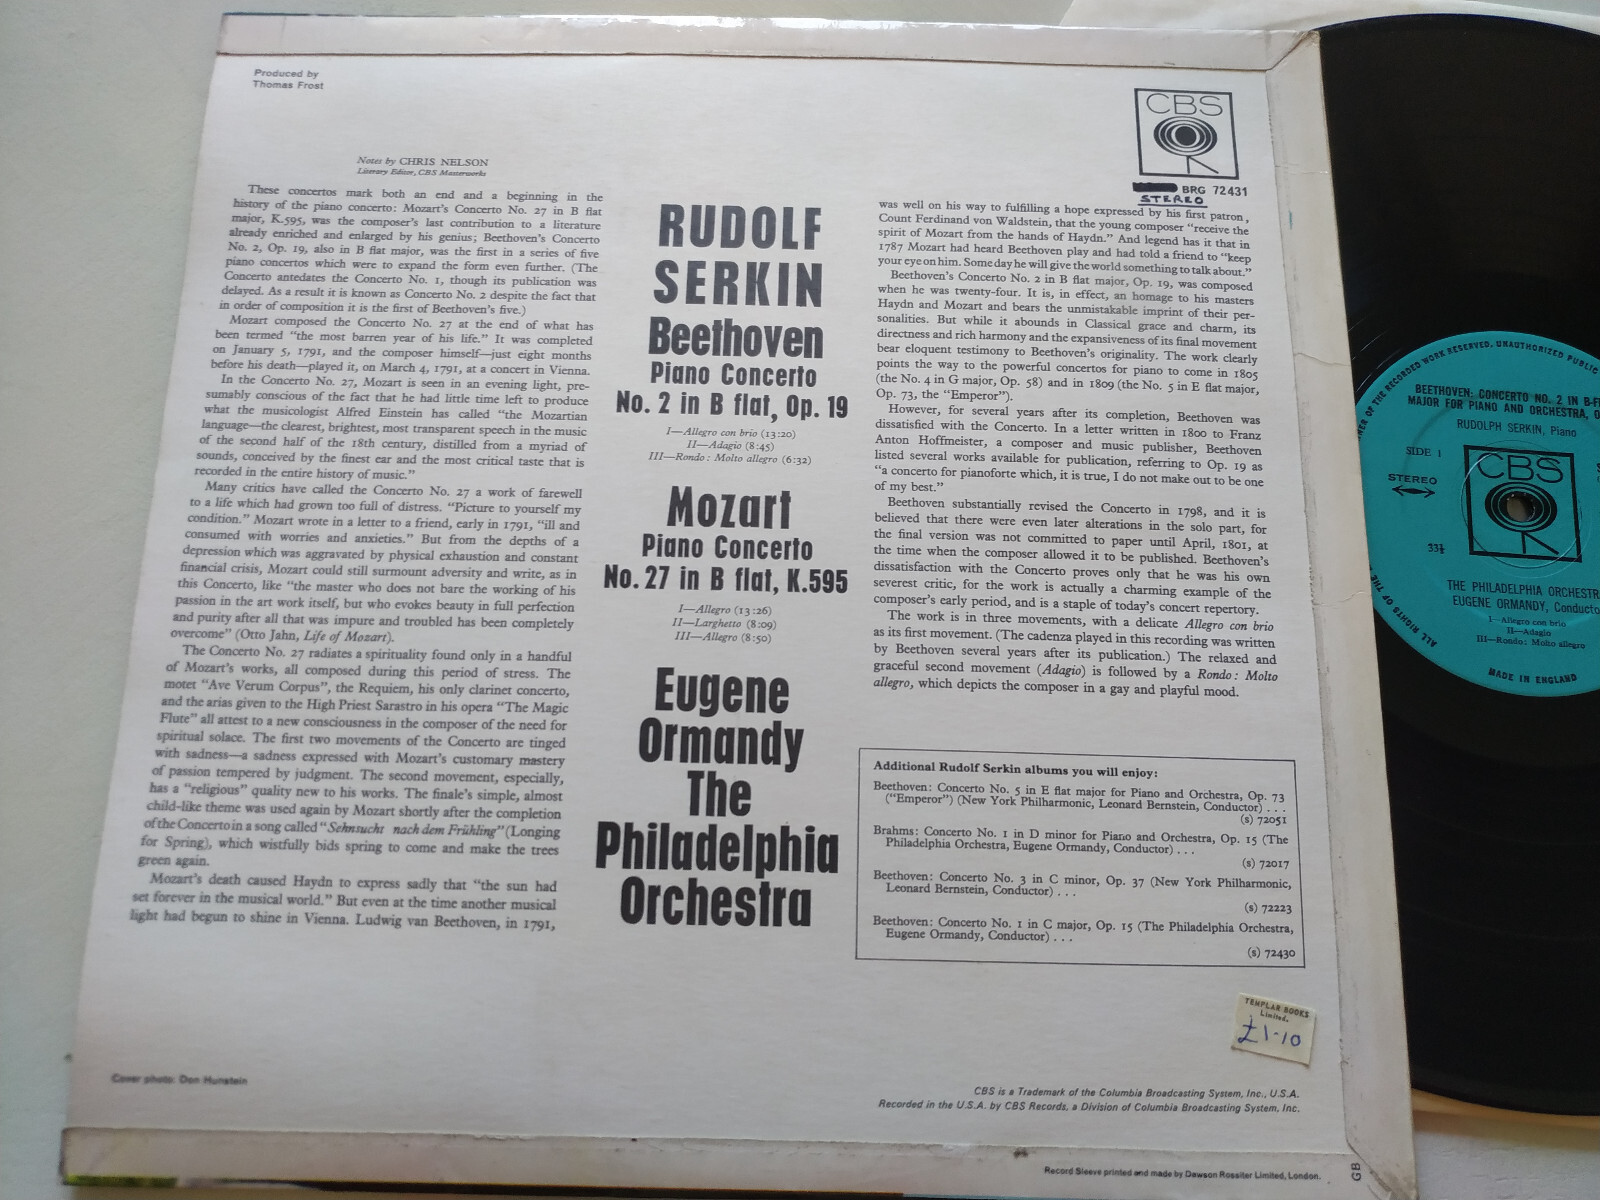 Produced by
Thomas Frost
Notes by CHRIS NELSON
Literary Editor, CBS Masterworks
These concertos mark both an end and a beginning in the
history of the piano concerto: Mozart's Concerto No. 27 in B flat
major, K.595, was the composer's last contribution to a literature
already enriched and enlarged by his genius; Beethoven's Concerto
No. 2, Op. 19, also in B flat major, was the first in a series of five
piano concertos which were to expand the form even further. (The
Concerto antedates the Concerto No. 1, though its publication was
delayed. As a result it is known as Concerto No. 2 despite the fact that
in order of composition it is the first of Beethoven's five.)
Mozart composed the Concerto No. 27 at the end of what has
been termed "the most barren year of his life." It was completed
on January 5, 1791, and the composer himself—just eight months
before his death—played it, on March 4, 1791, at a concert in Vienna.
In the Concerto No. 27, Mozart is seen in an evening light, pre-
sumably conscious of the fact that he had little time left to produce
what the musicologist Alfred Einstein has called "the Mozartian
language—the clearest, brightest, most transparent speech in the music
of the second half of the 18th century, distilled from a myriad of
sounds, conceived by the finest ear and the most critical taste that is
recorded in the entire history of music."
Many critics have called the Concerto No. 27 a work of farewell
to a life which had grown too full of distress. "Picture to yourself my
condition." Mozart wrote in a letter to a friend, early in 1791, "ill and
consumed with worries and anxieties." But from the depths of a
depression which was aggravated by physical exhaustion and constant
financial crisis, Mozart could still surmount adversity and write, as in
this Concerto, like "the master who does not bare the working of his
passion in the art work itself, but who evokes beauty in full perfection
and purity after all that was impure and troubled has been completely
overcome" (Otto Jahn, Life of Mozart).
The Concerto No. 27 radiates a spirituality found only in a handful
of Mozart's works, all composed during this period of stress. The
motet "Ave Verum Corpus", the Requiem, his only clarinet concerto,
and the arias given to the High Priest Sarastro in his opera "The Magic
Flute" all attest to a new consciousness in the composer of the need for
spiritual solace. The first two movements of the Concerto are tinged
with sadness—a sadness expressed with Mozart's customary mastery
of passion tempered by judgment. The second movement, especially,
has a "religious" quality new to his works. The finale's simple, almost
child-like theme was used again by Mozart shortly after the completion
of the Concerto in a song called "Sehnsucht nach dem Frühling" (Longing
for Spring), which wistfully bids spring to come and make the trees
green again.
Mozart's death caused Haydn to express sadly that "the sun had
set forever in the musical world." But even at the time another musical
light had begun to shine in Vienna. Ludwig van Beethoven, in 1791,
Cover photo: Don Hunstein
RUDOLF
SERKIN
Beethoven
Piano Concerto
No. 2 in B flat, Op. 19
I—Allegro con brio (13:20)
II—Adagio (8:45)
III—Rondo: Molto allegro (6:32)
Mozart
Piano Concerto
No. 27 in B flat, K.595
I—Allegro (13:26)
II—Larghetto (8:09)
III—Allegro (8:50)
Eugene
Ormandy
The
Philadelphia
Orchestra
CBS
BRG 72431
STEREO
was well on his way to fulfilling a hope expressed by his first patron,
Count Ferdinand von Waldstein, that the young composer "receive the
spirit of Mozart from the hands of Haydn." And legend has it that in
1787 Mozart had heard Beethoven play and had told a friend to "keep
your eye on him. Some day he will give the world something to talk about."
Beethoven's Concerto No. 2 in B flat major, Op. 19, was composed
when he was twenty-four. It is, in effect, an homage to his masters
Haydn and Mozart and bears the unmistakable imprint of their per-
sonalities. But while it abounds in Classical grace and charm, its
directness and rich harmony and the expansiveness of its final movement
bear eloquent testimony to Beethoven's originality. The work clearly
points the way to the powerful concertos for piano to come in 1805
(the No. 4 in G major, Op. 58) and in 1809 (the No. 5 in E flat major,
Op. 73, the "Emperor").
However, for several years after its completion, Beethoven was
dissatisfied with the Concerto. In a letter written in 1800 to Franz
Anton Hoffmeister, a composer and music publisher, Beethoven
listed several works available for publication, referring to Op. 19 as
"a concerto for pianoforte which, it is true, I do not make out to be one
of my best."
Beethoven substantially revised the Concerto in 1798, and it is
believed that there were even later alterations in the solo part, for
the final version was not committed to paper until April, 1801, at
the time when the composer allowed it to be published. Beethoven's
dissatisfaction with the Concerto proves only that he was his own
severest critic, for the work is actually a charming example of the
composer's early period, and is a staple of today's concert repertory.
The work is in three movements, with a delicate Allegro con brio
as its first movement. (The cadenza played in this recording was written
by Beethoven several years after its publication.) The relaxed and
graceful second movement (Adagio) is followed by a Rondo: Molto
allegro, which depicts the composer in a gay and playful mood.
Additional Rudolf Serkin albums you will enjoy:
Beethoven: Concerto No. 5 in E flat major for Piano and Orchestra, Op. 73
("Emperor") (New York Philharmonic, Leonard Bernstein, Conductor) . . .
(s) 72051
Brahms: Concerto No. 1 in D minor for Piano and Orchestra, Op. 15 (The
Philadelphia Orchestra, Eugene Ormandy, Conductor) . . .
(s) 72017
Beethoven: Concerto No. 3 in C minor, Op. 37 (New York Philharmonic,
Leonard Bernstein, Conductor) . . .
(s) 72223
Beethoven: Concerto No. 1 in C major, Op. 15 (The Philadelphia Orchestra,
Eugene Ormandy, Conductor) . . .
(s) 72430
TEMPLAR BOOKS
Limited.
£1-10
CBS is a Trademark of the Columbia Broadcasting System, Inc., U.S.A.
Recorded in the U.S.A. by CBS Records, a Division of Columbia Broadcasting System, Inc.
Record Sleeve printed and made by Dawson Rossiter Limited, London.
GB
OF THE RECORDED WORK RESERVED. UNAUTHORIZED PUBLIC
BEETHOVEN: CONCERTO NO. 2 IN B-
MAJOR FOR PIANO AND ORCHESTRA,
RUDOLPH SERKIN, Piano
SIDE 1
CBS
STEREO
33⅓
THE PHILADELPHIA
EUGENE ORMANDY,
I—Allegro con brio
II—Adagio
III—Rondo: Molto allegro
ALL RIGHTS OF THE
MADE IN ENGLAND